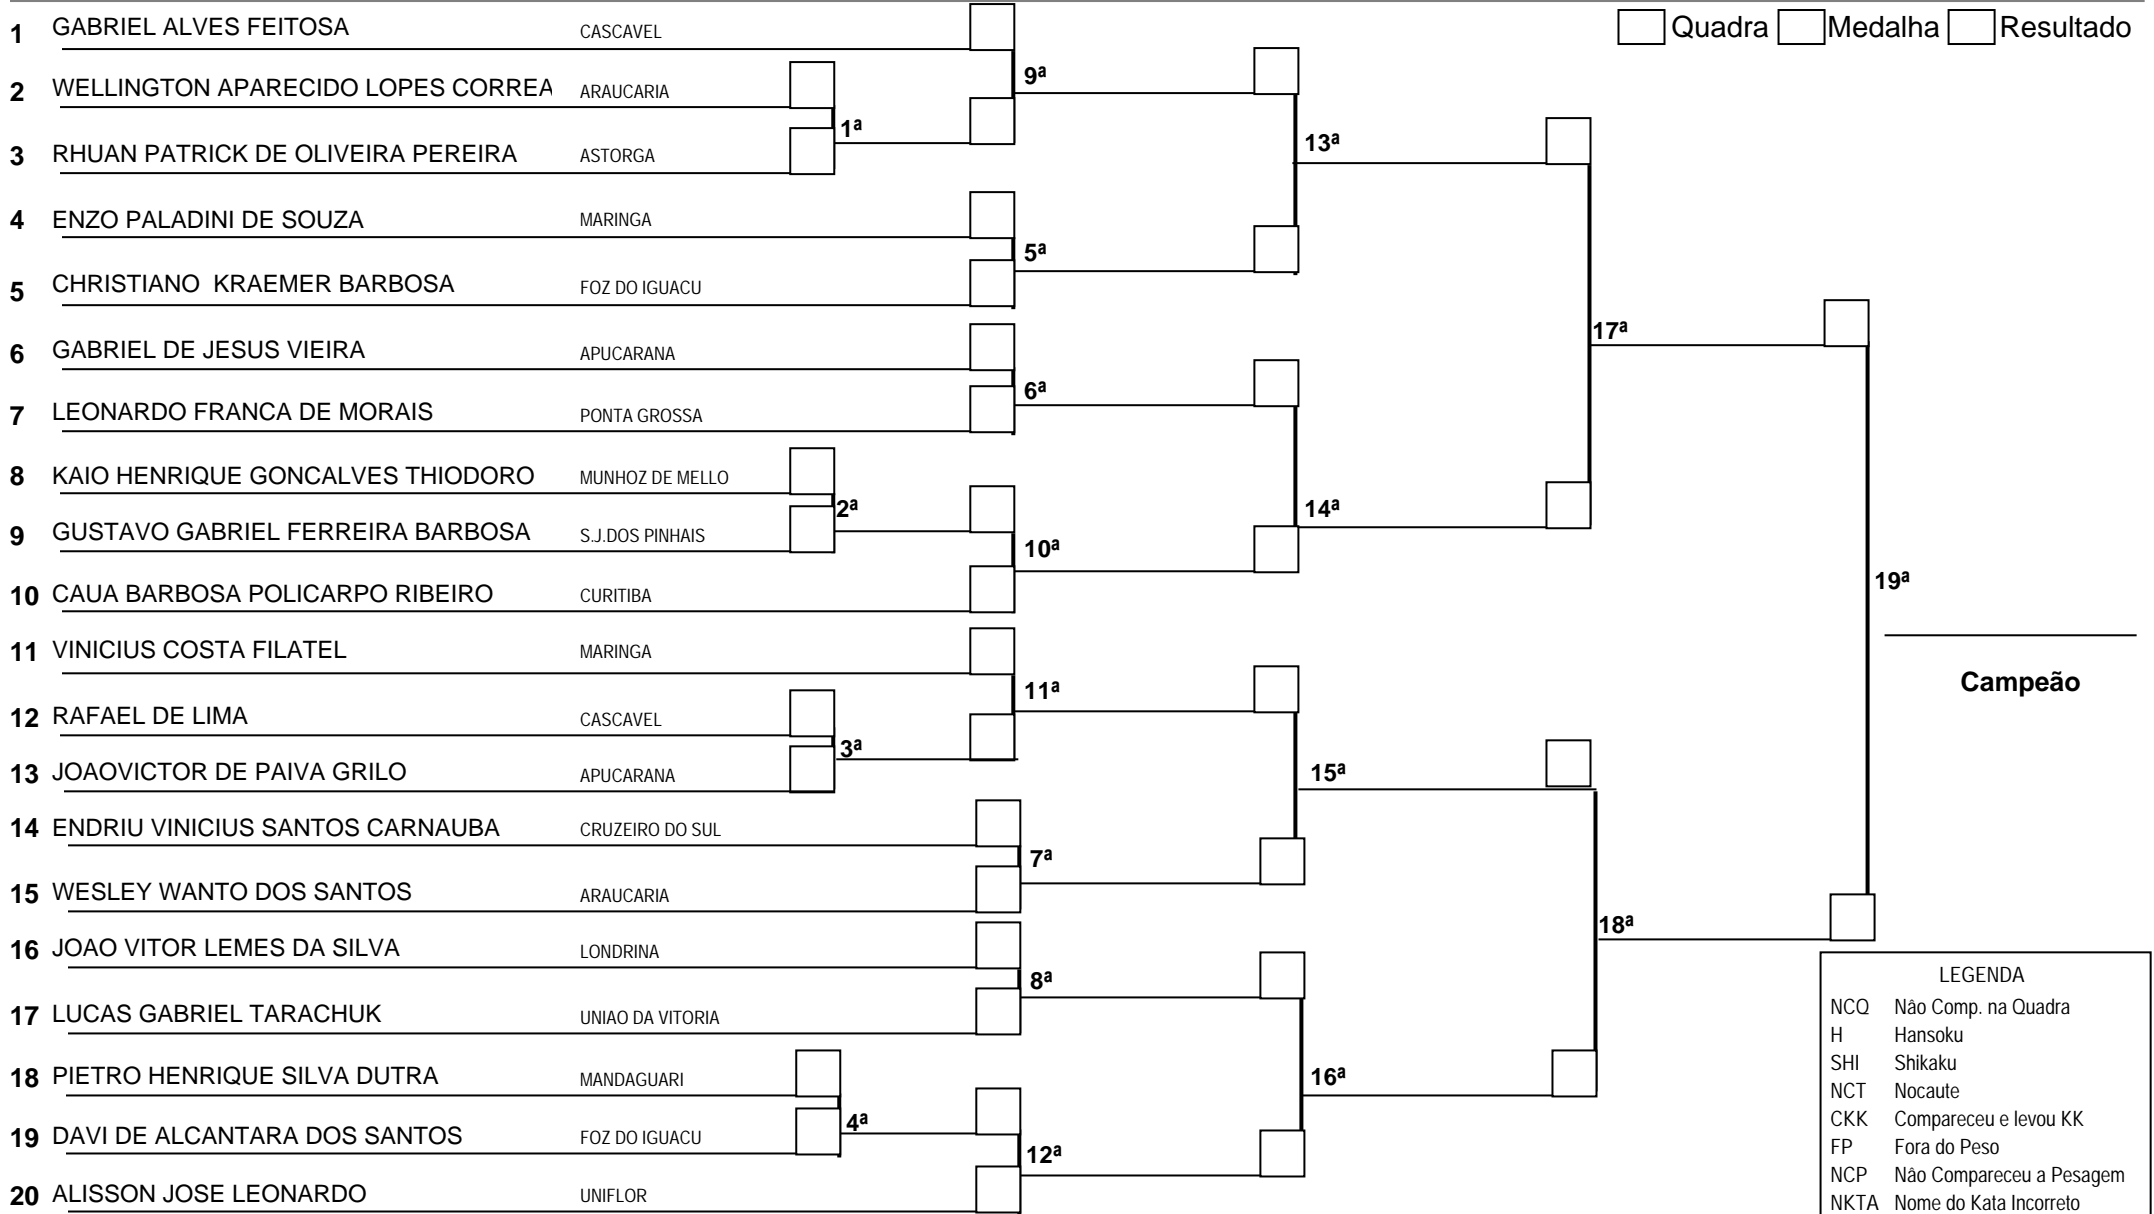 Quadra Medalha Resultado
1 GABRIEL ALVES FEITOSA CASCAVEL
9ª
2 WELLINGTON APARECIDO LOPES CORREA ARAUCARIA
1ª
13ª
3 RHUAN PATRICK DE OLIVEIRA PEREIRA ASTORGA
4 ENZO PALADINI DE SOUZA MARINGA
5ª
5 CHRISTIANO  KRAEMER BARBOSA FOZ DO IGUACU
17ª
6 GABRIEL DE JESUS VIEIRA APUCARANA
6ª
7 LEONARDO FRANCA DE MORAIS PONTA GROSSA
8 KAIO HENRIQUE GONCALVES THIODORO MUNHOZ DE MELLO
2ª
14ª
9 GUSTAVO GABRIEL FERREIRA BARBOSA S.J.DOS PINHAIS
10ª
19ª
10 CAUA BARBOSA POLICARPO RIBEIRO CURITIBA
11 VINICIUS COSTA FILATEL MARINGA
Campeão
11ª
12 RAFAEL DE LIMA CASCAVEL
3ª
13 JOAOVICTOR DE PAIVA GRILO APUCARANA
15ª
14 ENDRIU VINICIUS SANTOS CARNAUBA CRUZEIRO DO SUL
7ª
15 WESLEY WANTO DOS SANTOS ARAUCARIA
18ª
16 JOAO VITOR LEMES DA SILVA LONDRINA
8ª
17 LUCAS GABRIEL TARACHUK UNIAO DA VITORIA
18 PIETRO HENRIQUE SILVA DUTRA MANDAGUARI
16ª
4ª
19 DAVI DE ALCANTARA DOS SANTOS FOZ DO IGUACU
12ª
20 ALISSON JOSE LEONARDO UNIFLOR
LEGENDA
NCQ Nâo Comp. na Quadra
H Hansoku
SHI Shikaku
NCT Nocaute
CKK Compareceu e levou KK
FP Fora do Peso
NCP Nâo Compareceu a Pesagem
NKTA Nome do Kata Incorreto